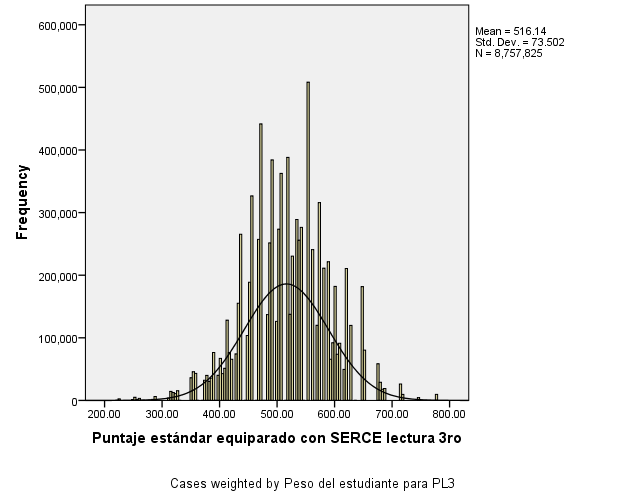 Mean = 516.14
Std. Dev. = 73.502
N = 8,757,825
600,000
500,000
400,000
300,000
200,000
100,000
0
Frequency
200.00 300.00 400.00 500.00 600.00 700.00 800.00
Puntaje estándar equiparado con SERCE lectura 3ro
Cases weighted by Peso del estudiante para PL3